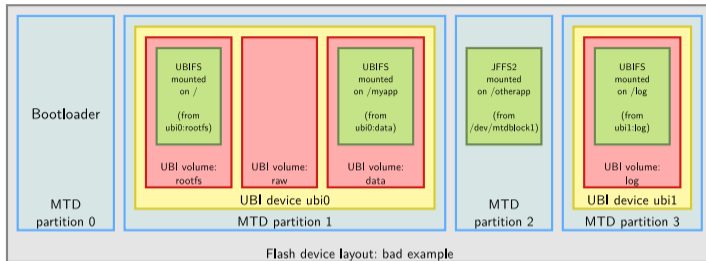 Bootloader
MTD
partition 0
UBIFS
mounted
on /
(from
ubi0:rootfs)
UBI volume:
rootfs
UBI volume:
raw
UBIFS
mounted
on /myapp
(from
ubi0:data)
UBI volume:
data
UBI device ubi0
MTD partition 1
JFFS2
mounted
on /otherapp
(from
/dev/mtdblock1)
MTD
partition 2
UBIFS
mounted
on /log
(from
ubi1:log)
UBI volume:
log
UBI device ubi1
MTD partition 3
Flash device layout: bad example